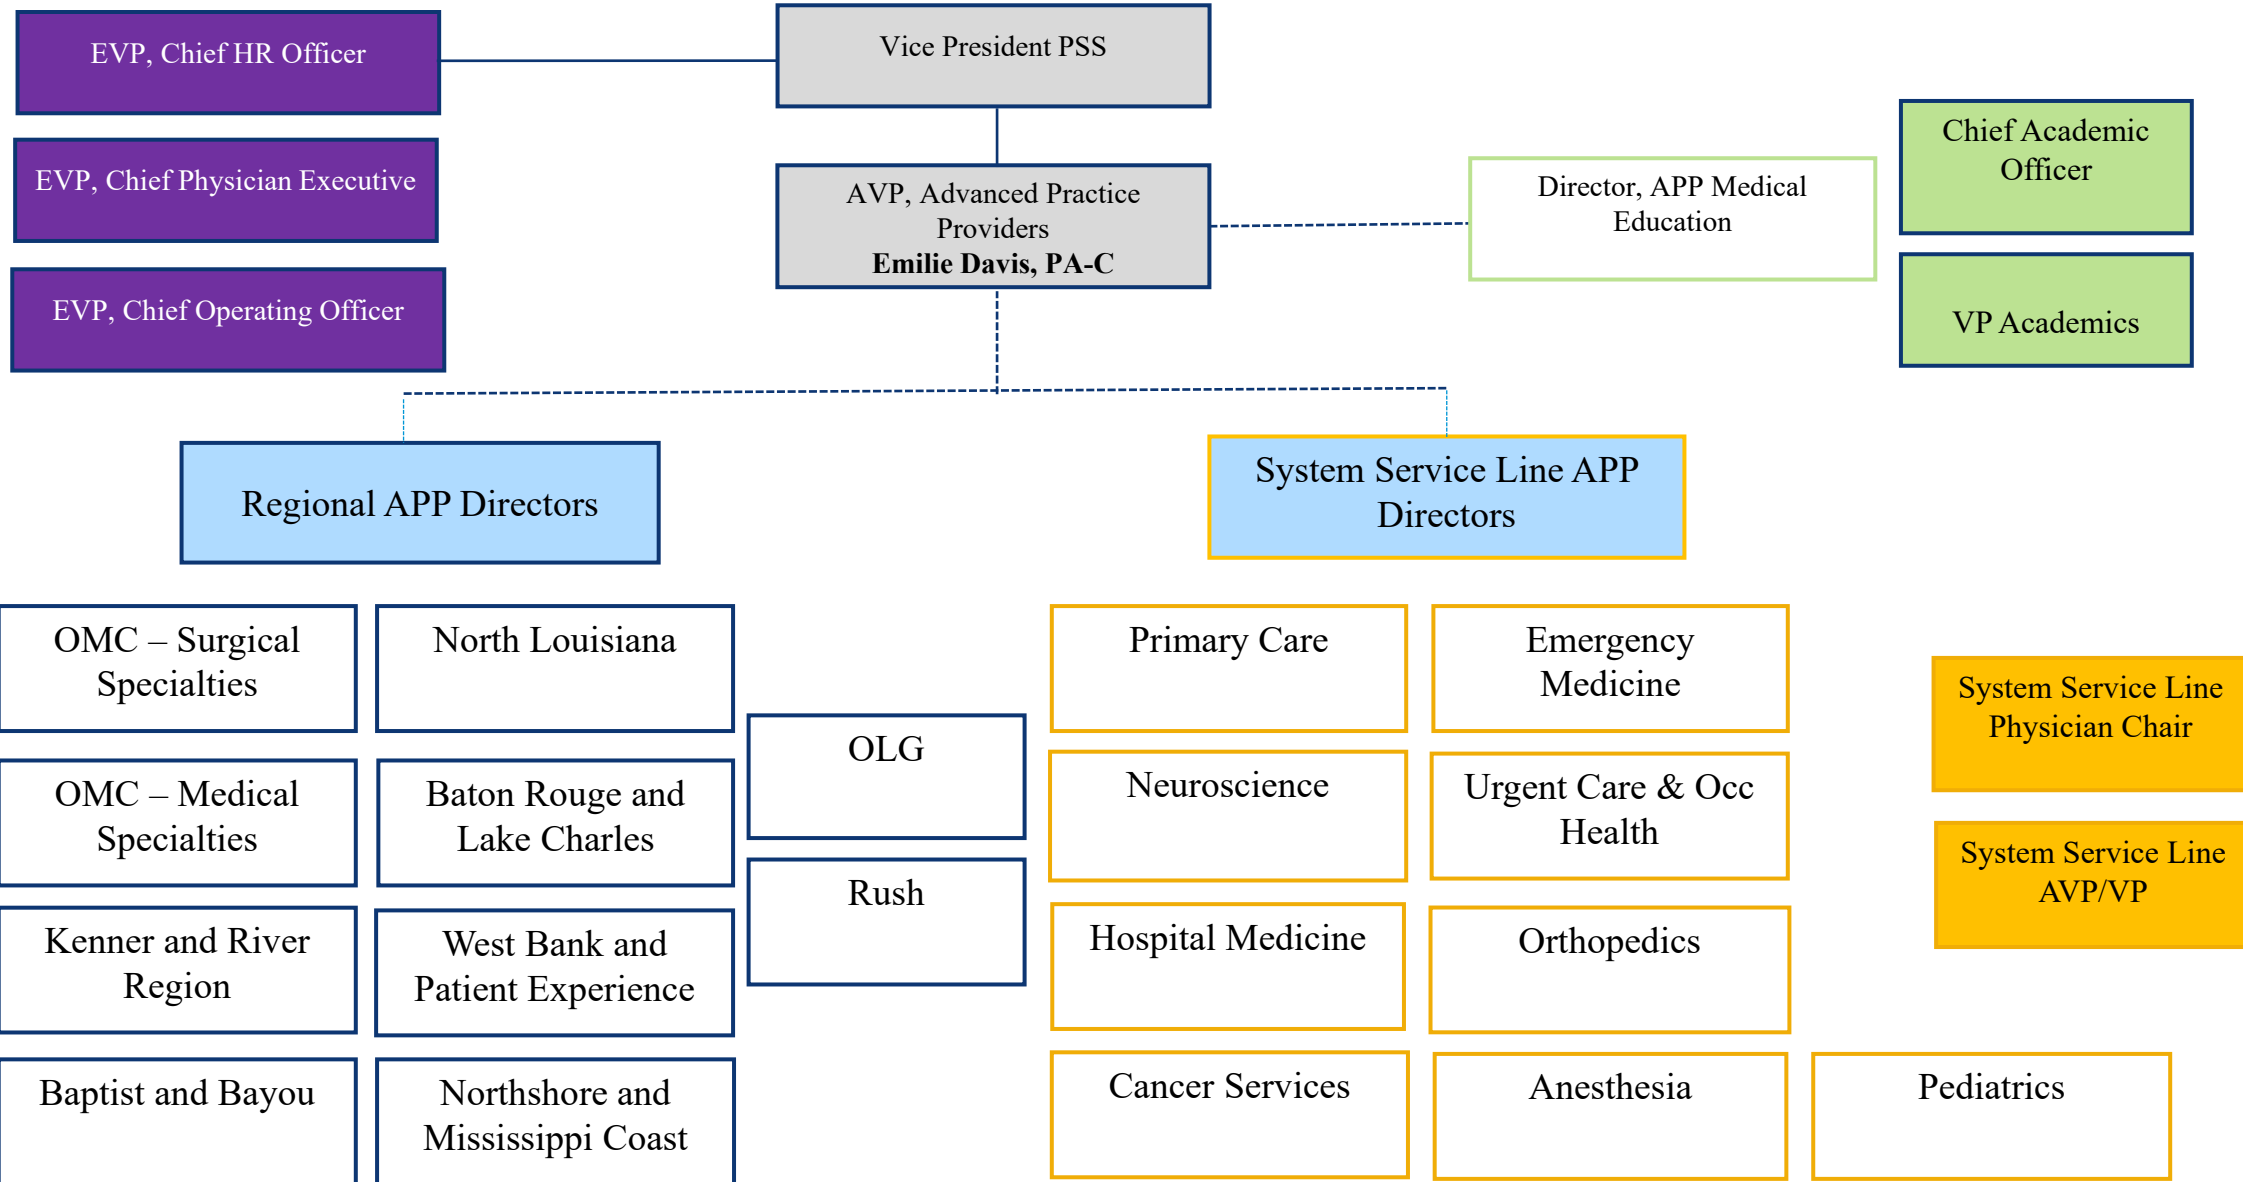 EVP, Chief HR Officer
Vice President PSS
EVP, Chief Physician Executive
EVP, Chief Operating Officer
AVP, Advanced Practice
Providers
Emilie Davis, PA-C
Director, APP Medical
Education
Chief Academic
Officer
VP Academics
Regional APP Directors
System Service Line APP
Directors
OMC – Surgical
Specialties
North Louisiana
OMC – Medical
Specialties
Baton Rouge and
Lake Charles
OLG
Rush
Kenner and River
Region
West Bank and
Patient Experience
Baptist and Bayou
Northshore and
Mississippi Coast
Primary Care
Emergency
Medicine
Neuroscience
Urgent Care & Occ
Health
Hospital Medicine
Orthopedics
Cancer Services
Anesthesia
Pediatrics
System Service Line
Physician Chair
System Service Line
AVP/VP